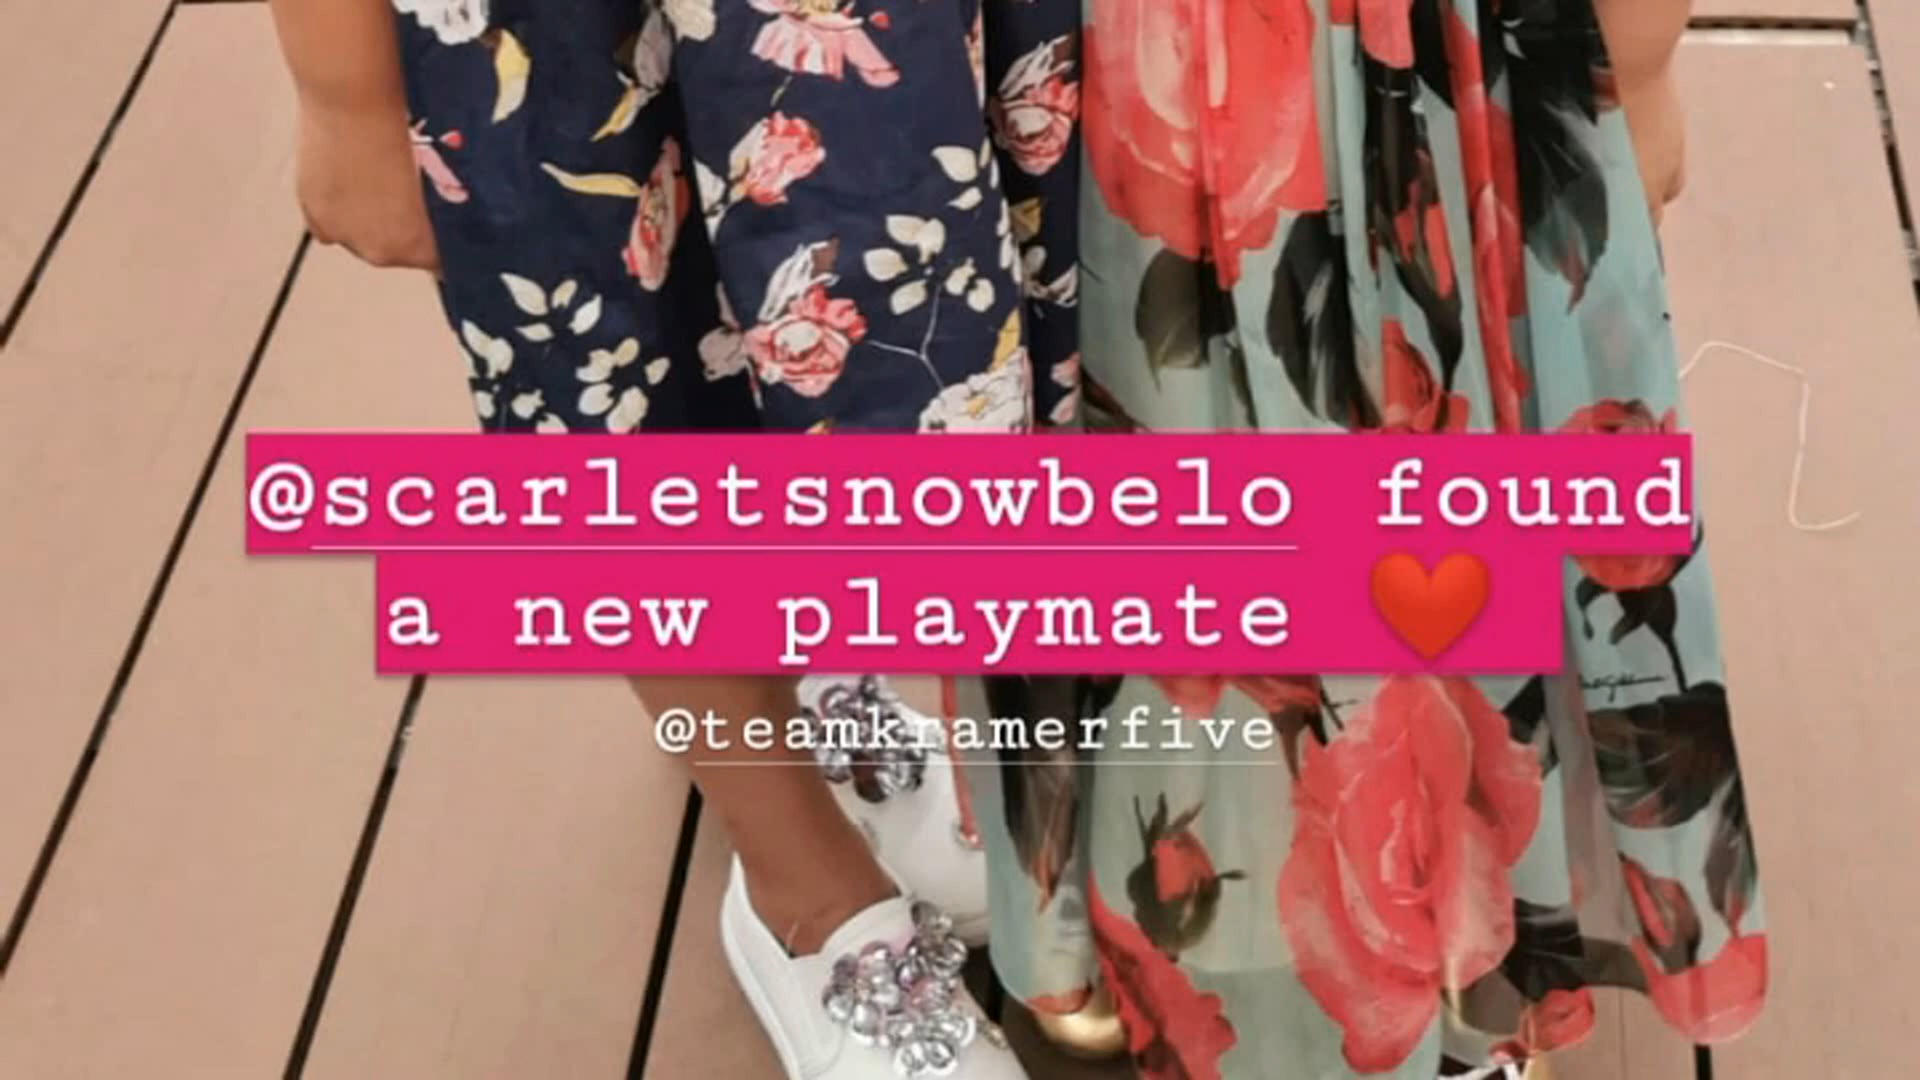 @scarletsnowbelo found
a new playmate ❤️
@teamkramerfive